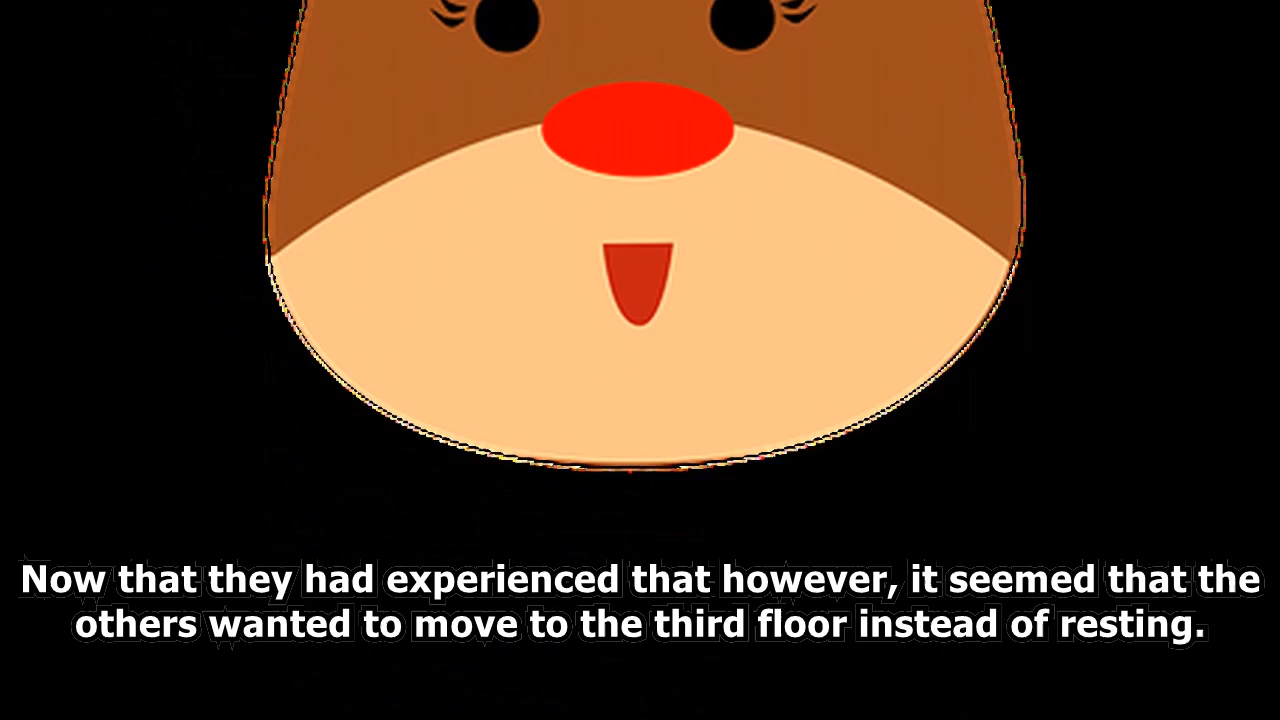 Now that they had experienced that however, it seemed that the
others wanted to move to the third floor instead of resting.